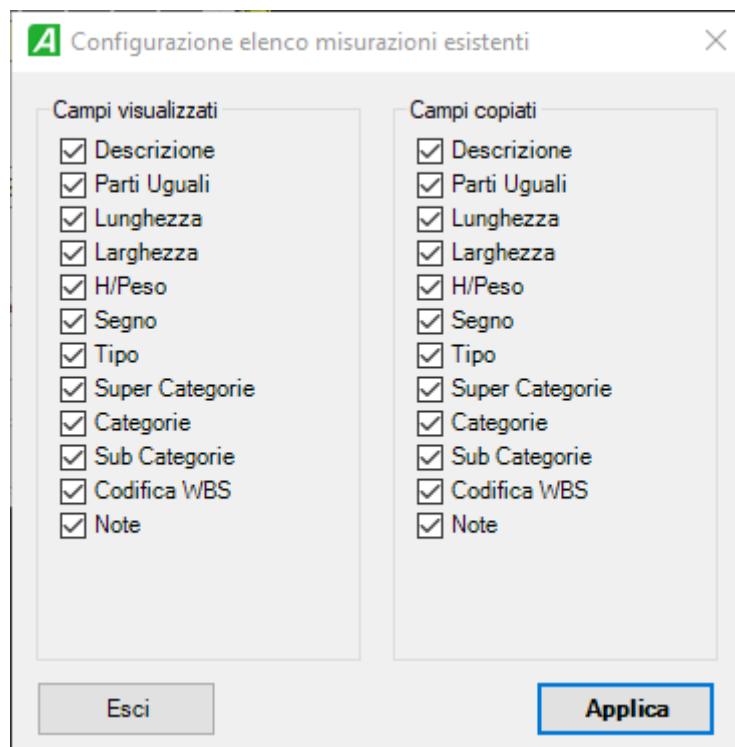 Configurazione elenco misurazioni esistenti
Campi visualizzati
Descrizione
Parti Uguali
Lunghezza
Larghezza
H/Peso
Segno
Tipo
Super Categorie
Categorie
Sub Categorie
Codifica WBS
Note
Campi copiati
Descrizione
Parti Uguali
Lunghezza
Larghezza
H/Peso
Segno
Tipo
Super Categorie
Categorie
Sub Categorie
Codifica WBS
Note
Esci
Applica